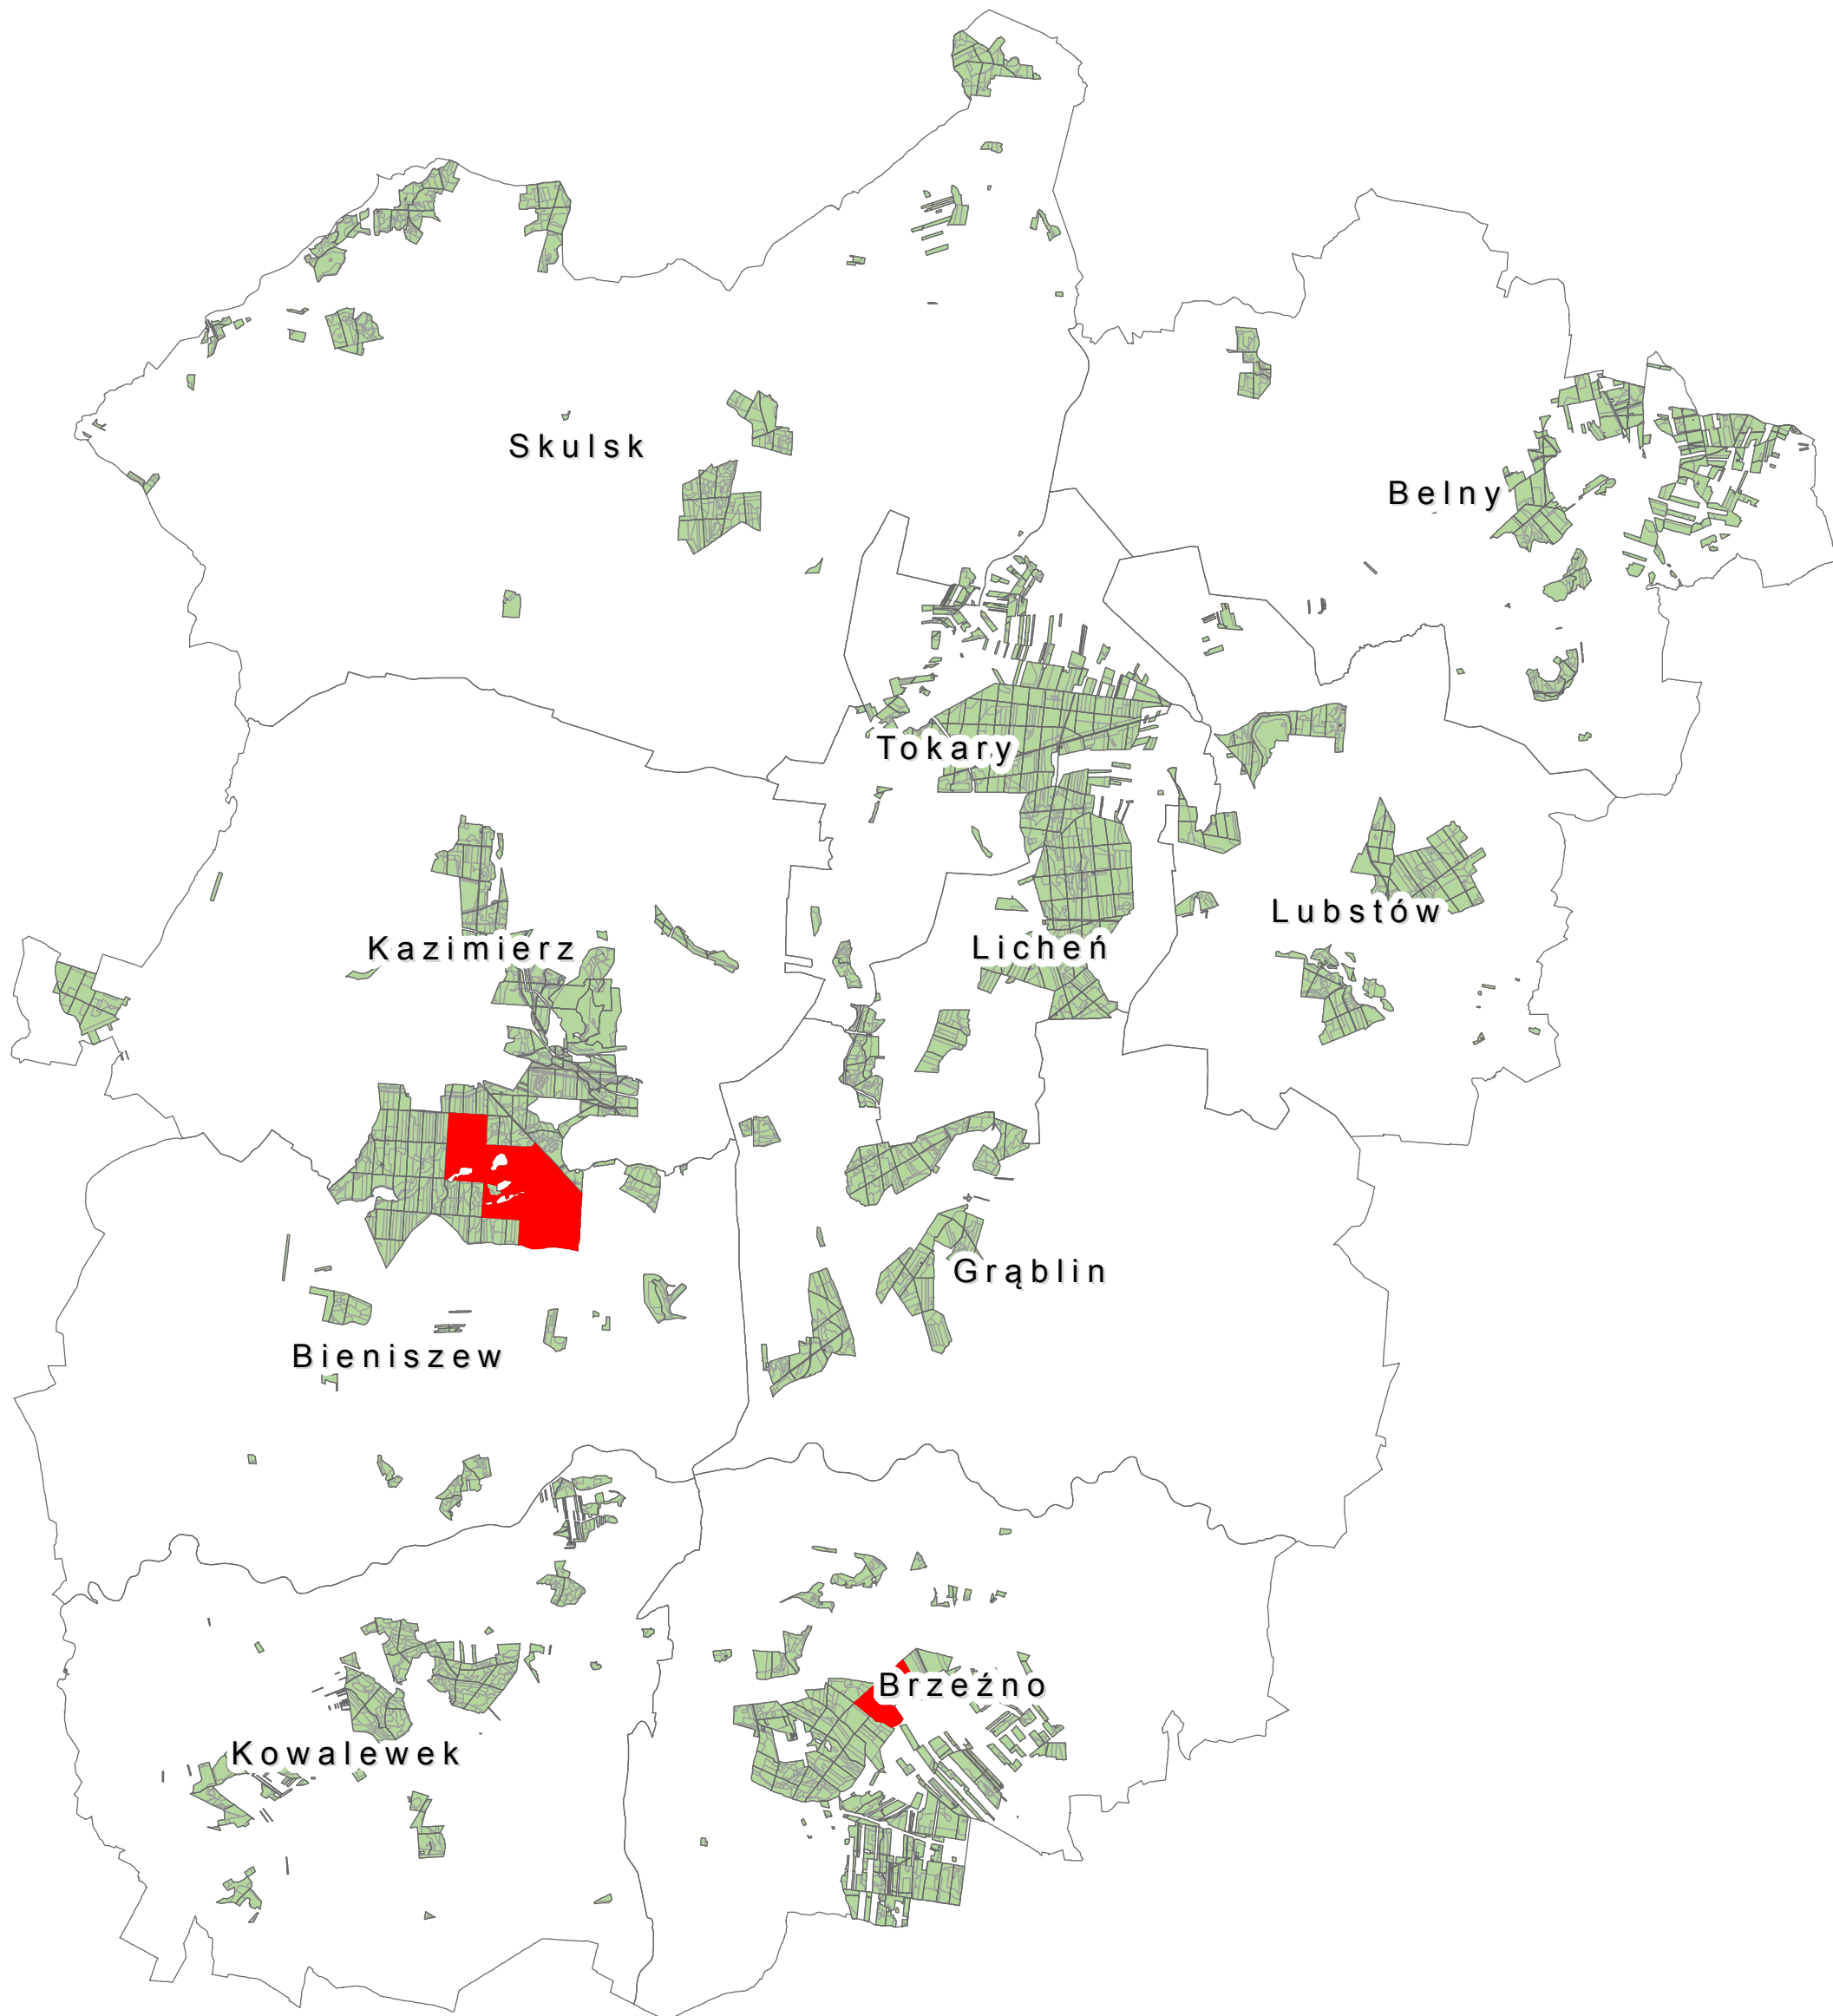 Skulsk
Belny
Tokary
Lubstów
Kazimierz
Licheń
Grąblin
Bieniszew
Brzeźno
Kowalewek